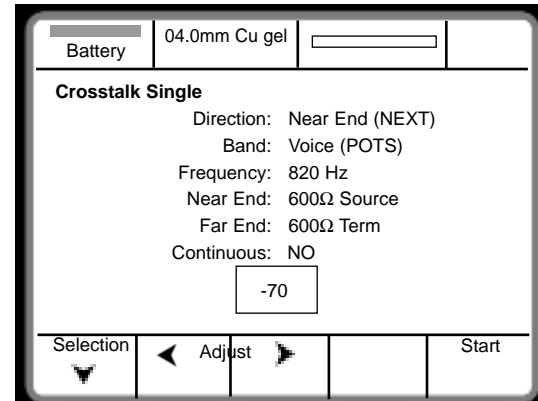 Battery
04.0mm Cu gel
Crosstalk Single
Direction: Near End (NEXT)
Band: Voice (POTS)
Frequency: 820 Hz
Near End: 600Ω Source
Far End: 600Ω Term
Continuous: NO
-70
Selection
Adjust
Start